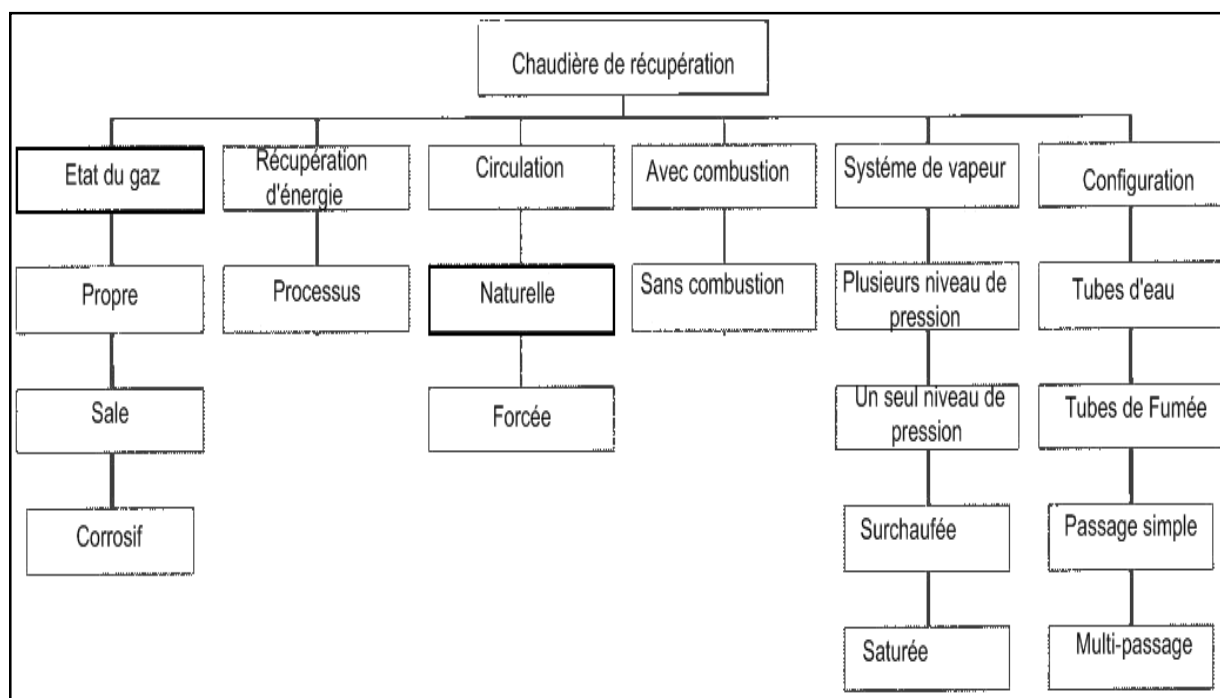 Chaudière de récupération
Etat du gaz
Récupération
d'énergie
Circulation
Avec combustion
Systéme de vapeur
Configuration
Propre
Processus
Naturelle
Sans combustion
Plusieurs niveau de
pression
Tubes d'eau
Sale
Forcée
Un seul niveau de
pression
Tubes de Fumée
Corrosif
Surchaufée
Passage simple
Saturée
Multi-passage